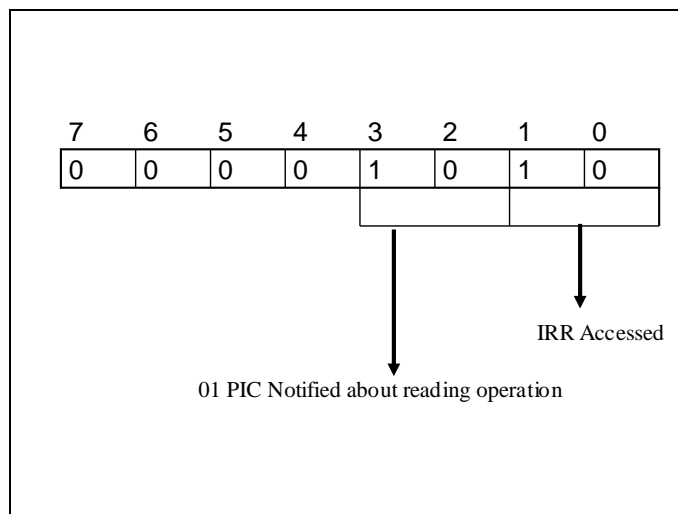 7 6 5 4 3 2 1 0
0 0 0 0 1 0 1 0
IRR Accessed
01 PIC Notified about reading operation